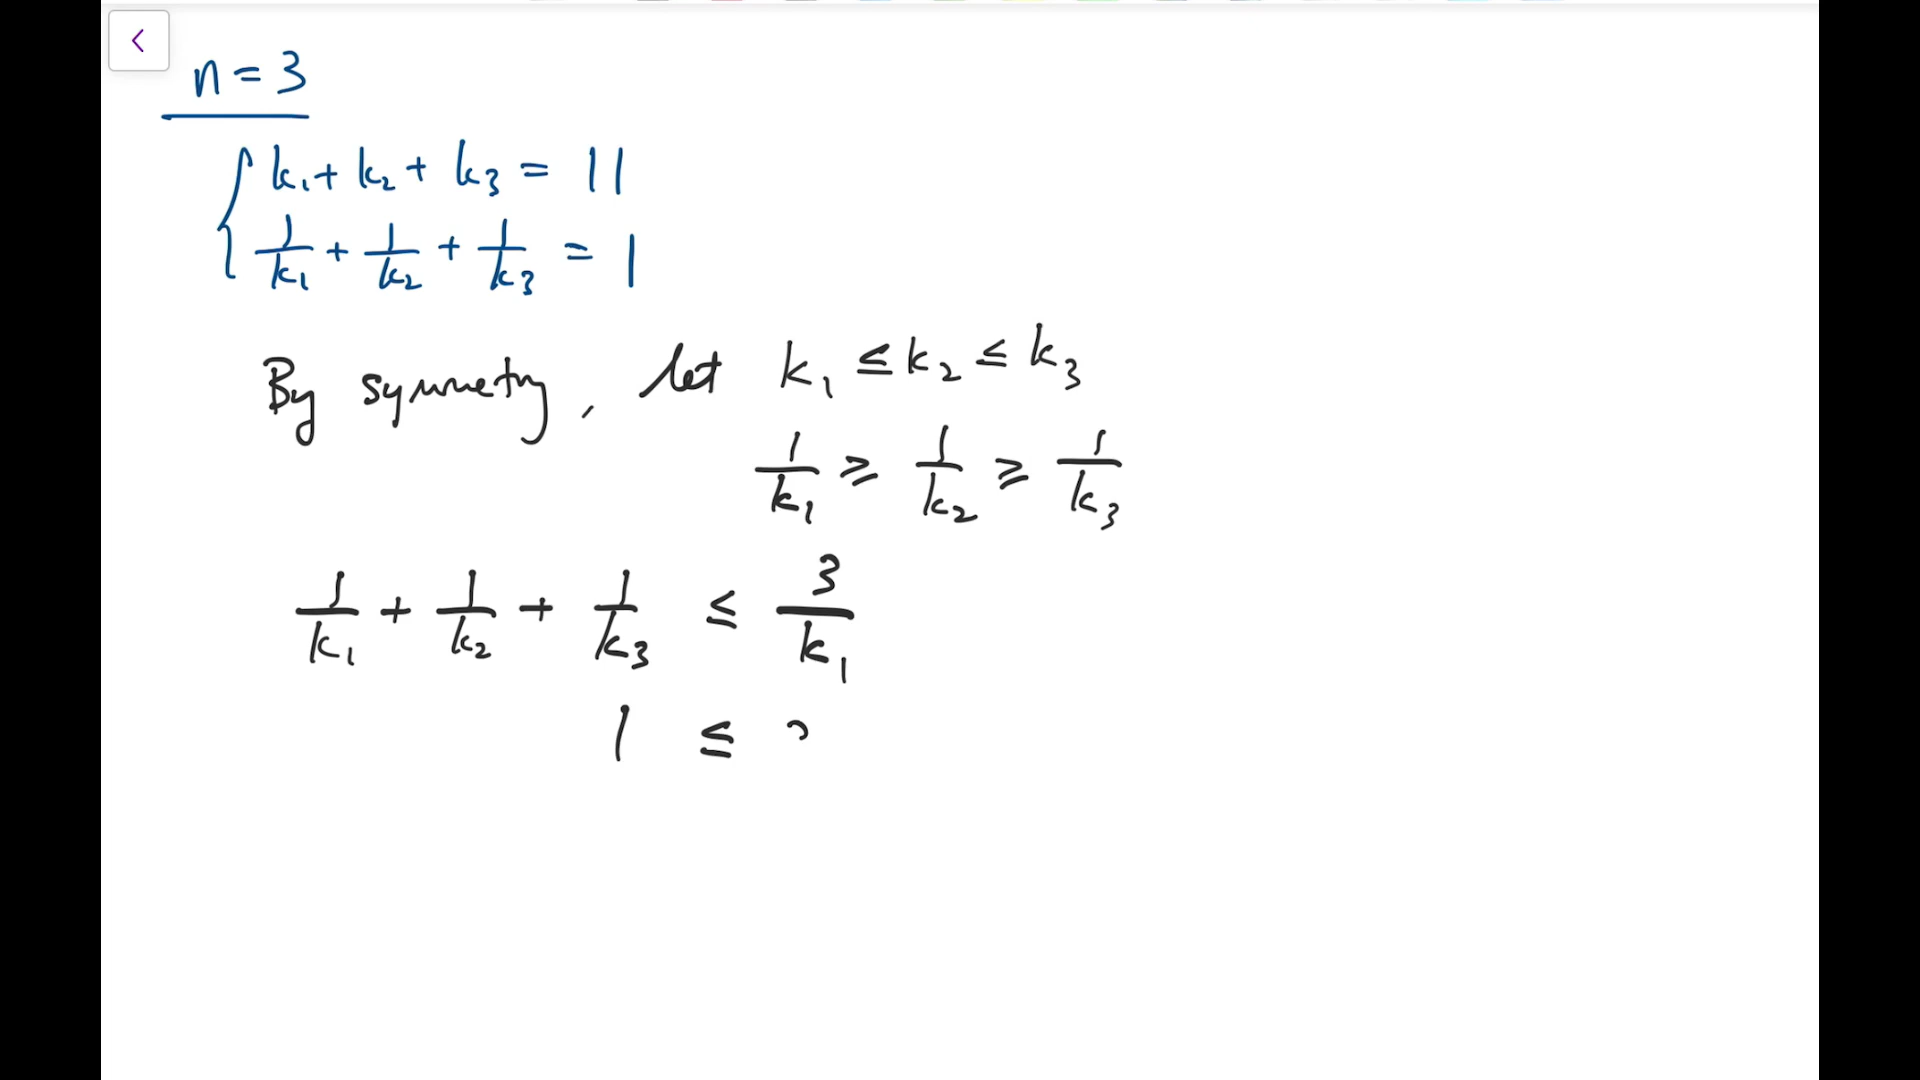 n = 3
k₁ + k₂ + k₃ = 11
1/k₁ + 1/k₂ + 1/k₃ = 1
By symmetry, let k₁ ≤ k₂ ≤ k₃
1/k₁ ⩾ 1/k₂ ⩾ 1/k₃
1/k₁ + 1/k₂ + 1/k₃ ≤ 3/k₁
1 ≤